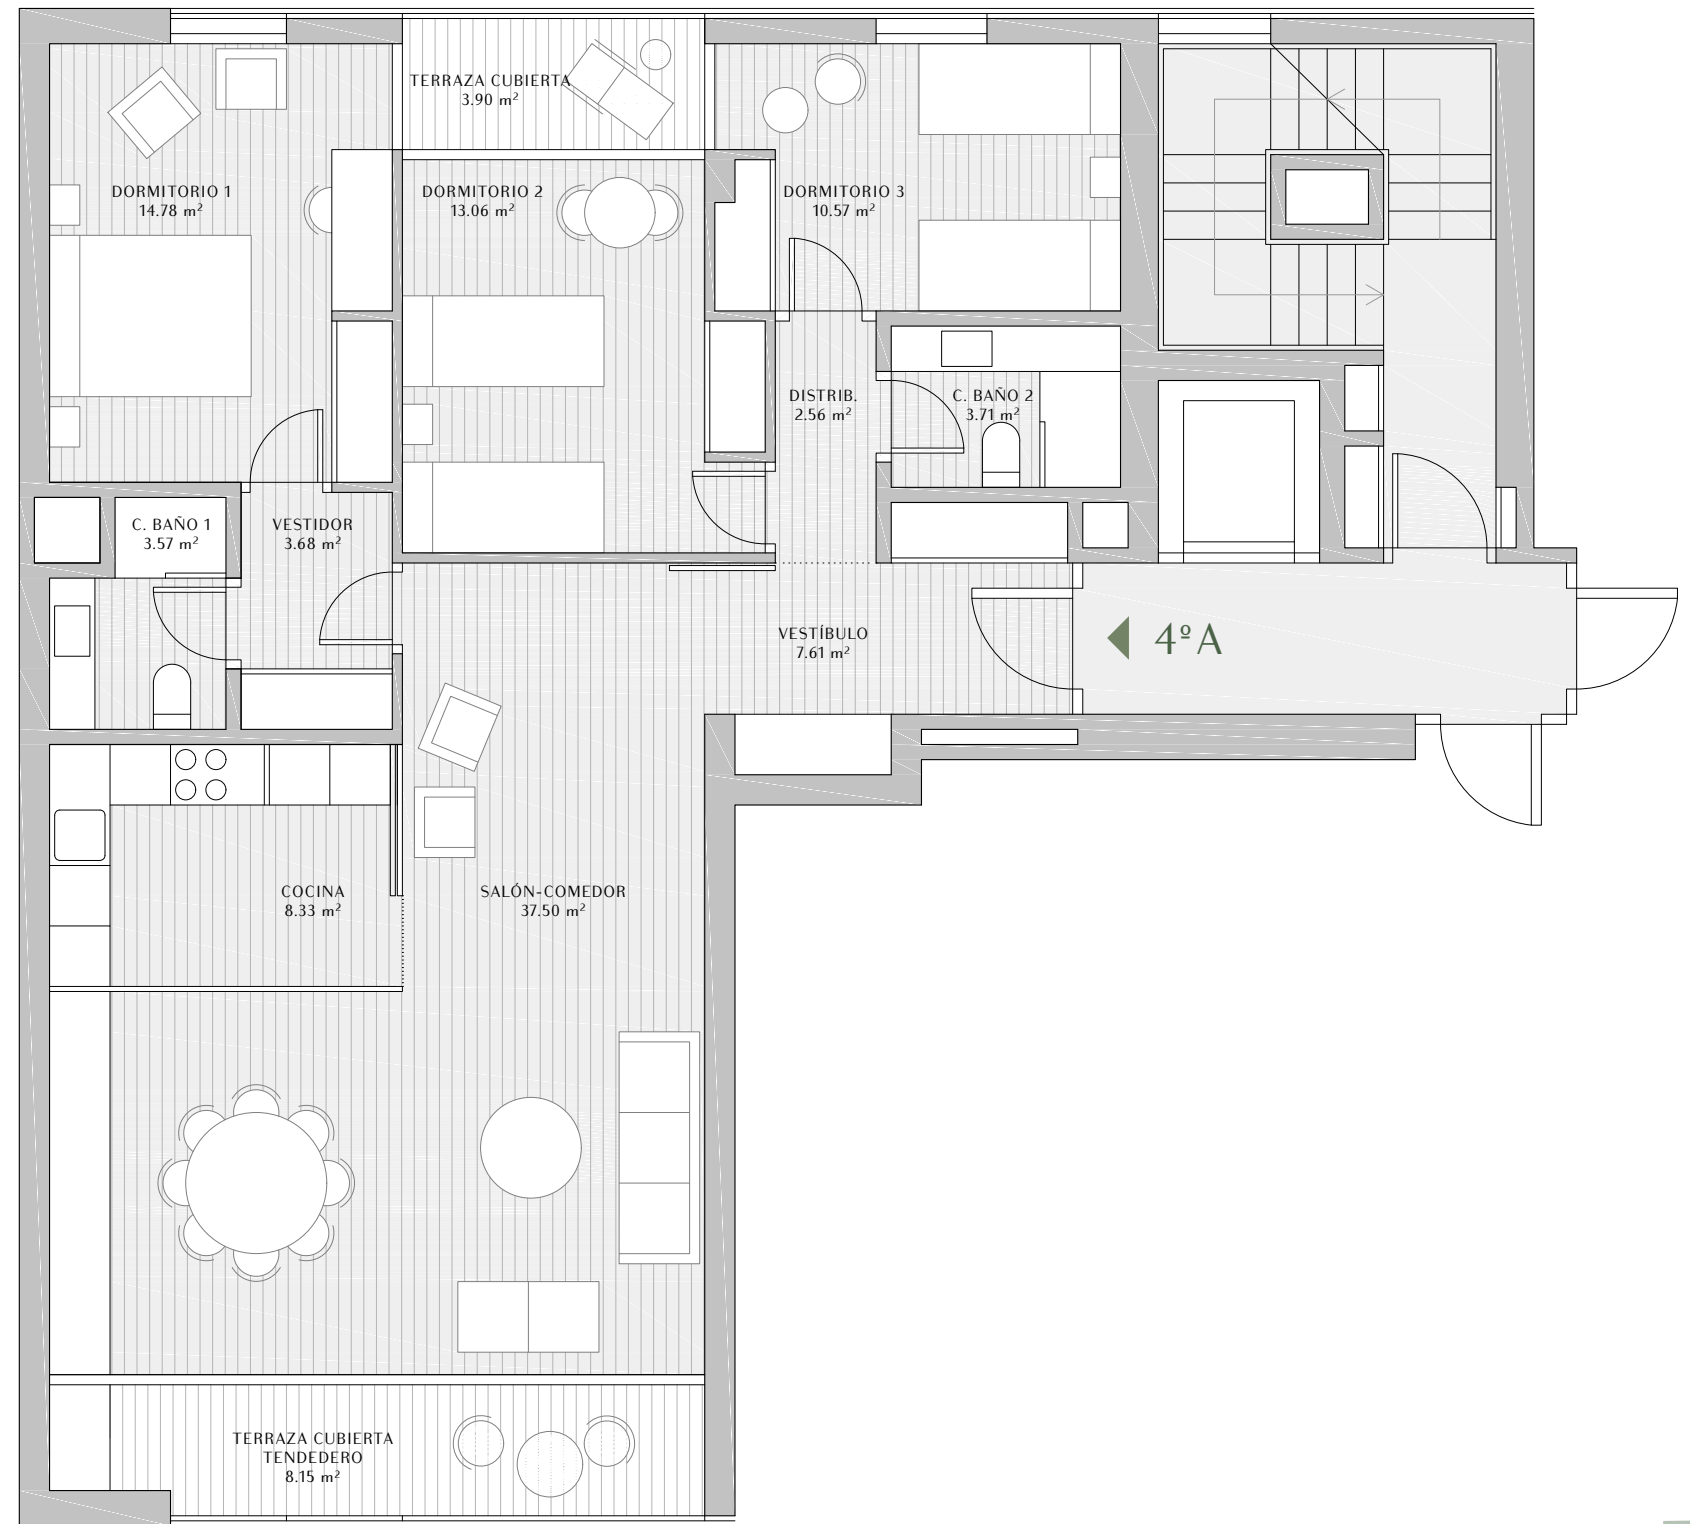 TERRAZA CUBIERTA
3.90 m²
DORMITORIO 1
14.78 m²
DORMITORIO 2
13.06 m²
DORMITORIO 3
10.57 m²
DISTRIB.
2.56 m²
C. BAÑO 2
3.71 m²
C. BAÑO 1
3.57 m²
VESTIDOR
3.68 m²
VESTÍBULO
7.61 m²
4ºA
COCINA
8.33 m²
SALÓN-COMEDOR
37.50 m²
TERRAZA CUBIERTA
TENDEDERO
8.15 m²